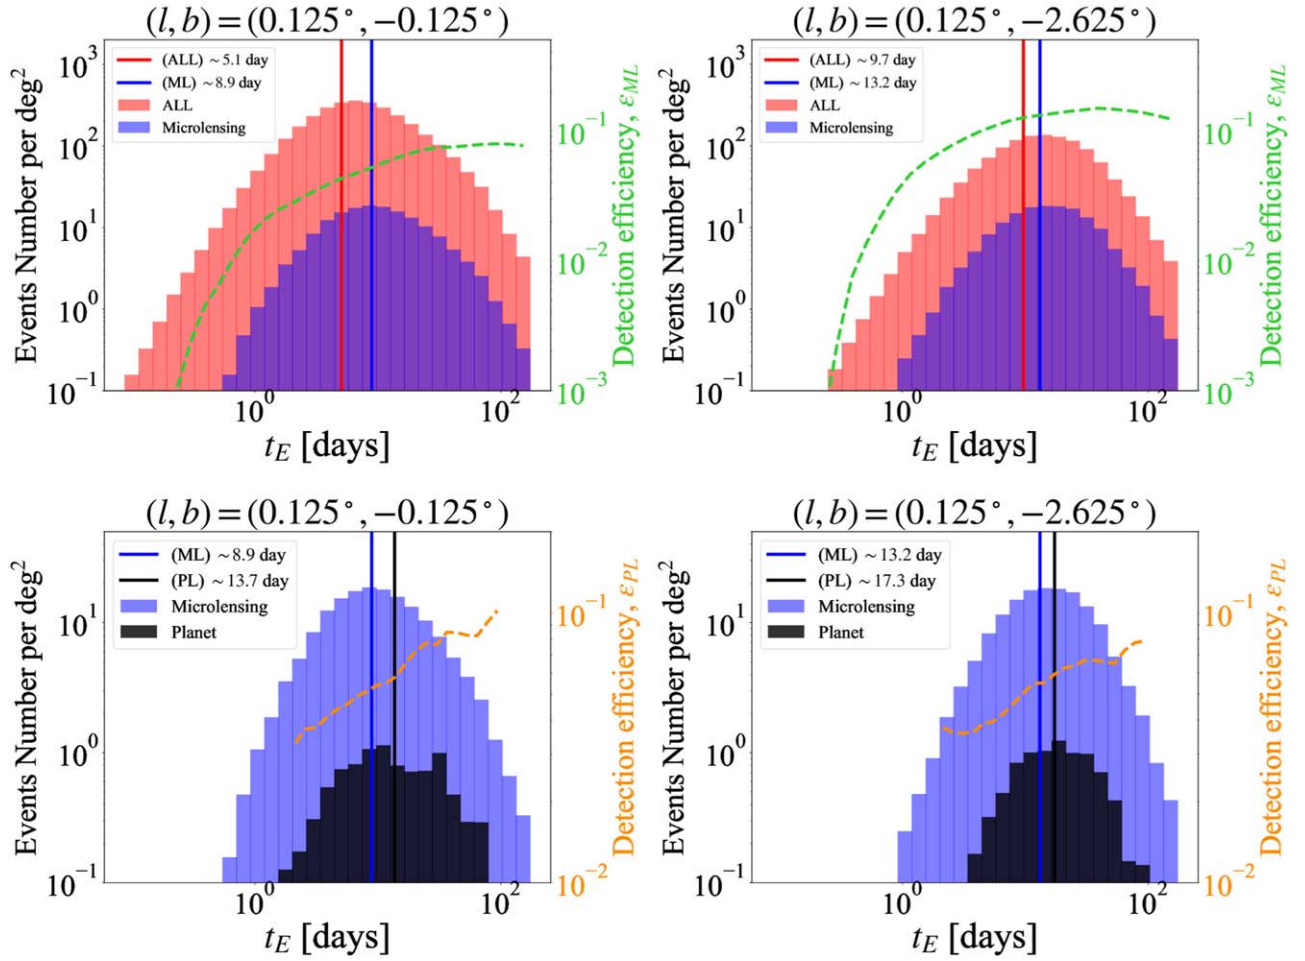 (l, b) = (0.125°, −0.125°)
(ALL) ~5.1 day
(ML) ~8.9 day
ALL
Microlensing
Events Number per deg²
10³
10²
10¹
10⁰
10⁻¹
10⁰
10²
t_E [days]
10⁻¹
10⁻²
10⁻³
Detection efficiency, ε_ML
(l, b) = (0.125°, −2.625°)
(ALL) ~9.7 day
(ML) ~13.2 day
ALL
Microlensing
Events Number per deg²
10³
10²
10¹
10⁰
10⁻¹
10⁰
10²
t_E [days]
10⁻¹
10⁻²
10⁻³
Detection efficiency, ε_ML
(l, b) = (0.125°, −0.125°)
(ML) ~8.9 day
(PL) ~13.7 day
Microlensing
Planet
Events Number per deg²
10¹
10⁰
10⁻¹
10⁰
10²
t_E [days]
10⁻¹
10⁻²
Detection efficiency, ε_PL
(l, b) = (0.125°, −2.625°)
(ML) ~13.2 day
(PL) ~17.3 day
Microlensing
Planet
Events Number per deg²
10¹
10⁰
10⁻¹
10⁰
10²
t_E [days]
10⁻¹
10⁻²
Detection efficiency, ε_PL